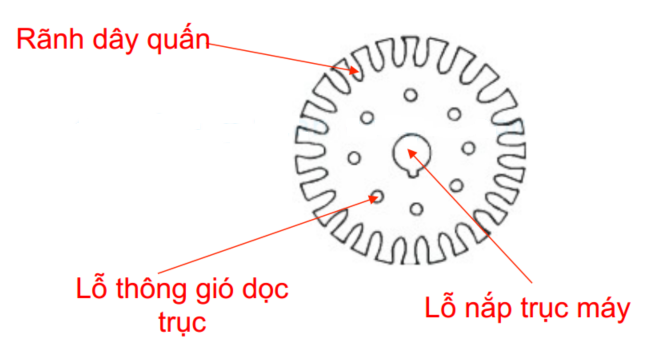 Rãnh dây quấn
Lỗ thông gió dọc
trục
Lỗ nắp trục máy